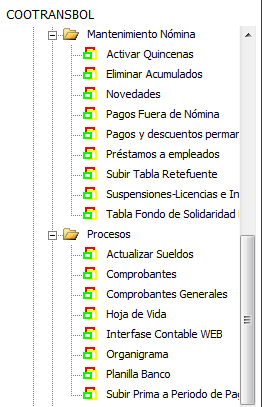 COOTRANSBOL
Mantenimiento Nómina
Activar Quincenas
Eliminar Acumulados
Novedades
Pagos Fuera de Nómina
Pagos y descuentos permar
Préstamos a empleados
Subir Tabla Retefuente
Suspensiones-Licencias e In
Tabla Fondo de Solidaridad
Procesos
Actualizar Sueldos
Comprobantes
Comprobantes Generales
Hoja de Vida
Interfase Contable WEB
Organigrama
Planilla Banco
Subir Prima a Periodo de Pag